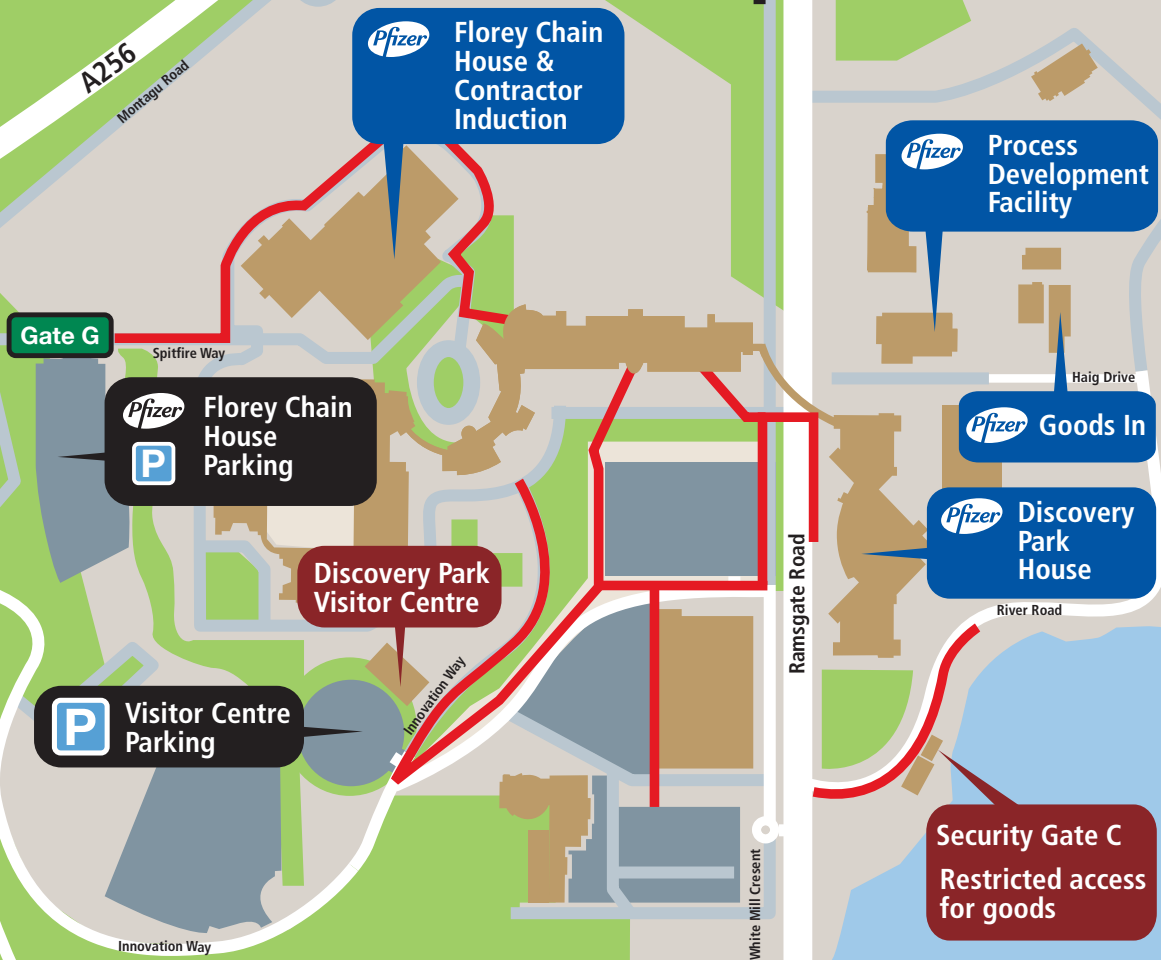 A256
Montagu Road
Pfizer
Florey Chain
House &
Contractor
Induction
Pfizer
Process
Development
Facility
Gate G
Spitfire Way
Pfizer
P
Florey Chain
House
Parking
Haig Drive
Pfizer
Goods In
Pfizer
Discovery
Park
House
Discovery Park
Visitor Centre
Ramsgate Road
River Road
Innovation Way
P
Visitor Centre
Parking
Security Gate C
Restricted access
for goods
White Mill Cresent
Innovation Way